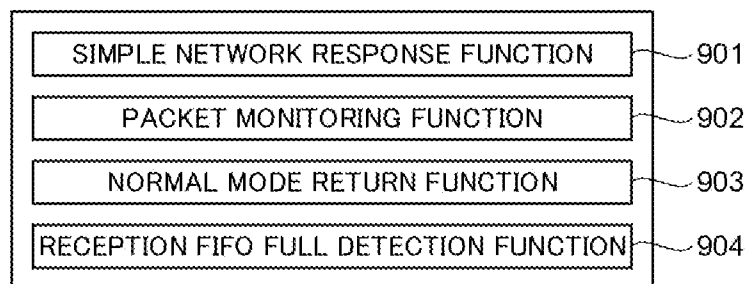 SIMPLE NETWORK RESPONSE FUNCTION 901
PACKET MONITORING FUNCTION 902
NORMAL MODE RETURN FUNCTION 903
RECEPTION FIFO FULL DETECTION FUNCTION 904